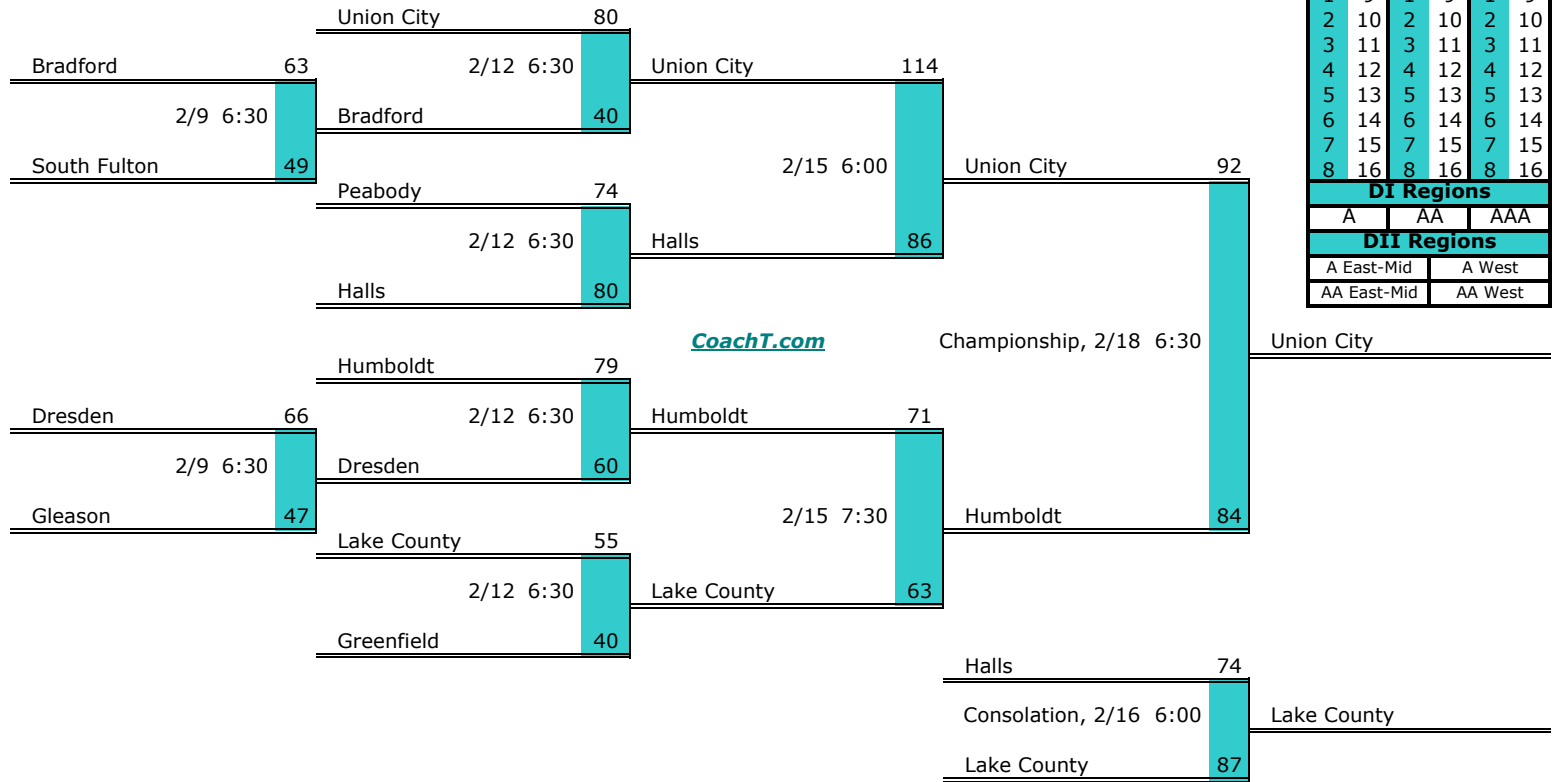 1 9 1 9 1 9
Union City 80
2 10 2 10 2 10
3 11 3 11 3 11
Bradford 63
2/12 6:30
Union City 114
4 12 4 12 4 12
5 13 5 13 5 13
2/9 6:30
Bradford 40
6 14 6 14 6 14
7 15 7 15 7 15
South Fulton 49
2/15 6:00
Union City 92
8 16 8 16 8 16
Peabody 74
DI Regions
A AA AAA
2/12 6:30
Halls 86
DII Regions
A East-Mid A West
Halls 80
AA East-Mid AA West
CoachT.com
Championship, 2/18 6:30
Union City
Humboldt 79
Dresden 66
2/12 6:30
Humboldt 71
2/9 6:30
Dresden 60
Gleason 47
2/15 7:30
Humboldt 84
Lake County 55
2/12 6:30
Lake County 63
Greenfield 40
Halls 74
Consolation, 2/16 6:00
Lake County
Lake County 87